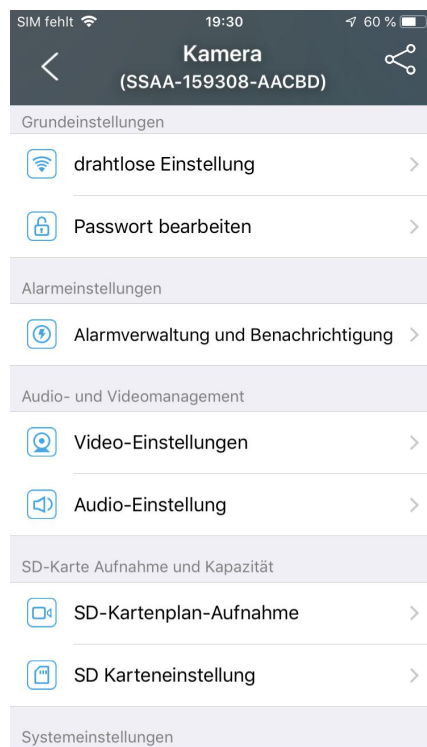 SIM fehlt 19:30 60 %
Kamera
(SSAA-159308-AACBD)
Grundeinstellungen
drahtlose Einstellung
Passwort bearbeiten
Alarmeinstellungen
Alarmverwaltung und Benachrichtigung
Audio- und Videomanagement
Video-Einstellungen
Audio-Einstellung
SD-Karte Aufnahme und Kapazität
SD-Kartenplan-Aufnahme
SD Karteneinstellung
Systemeinstellungen